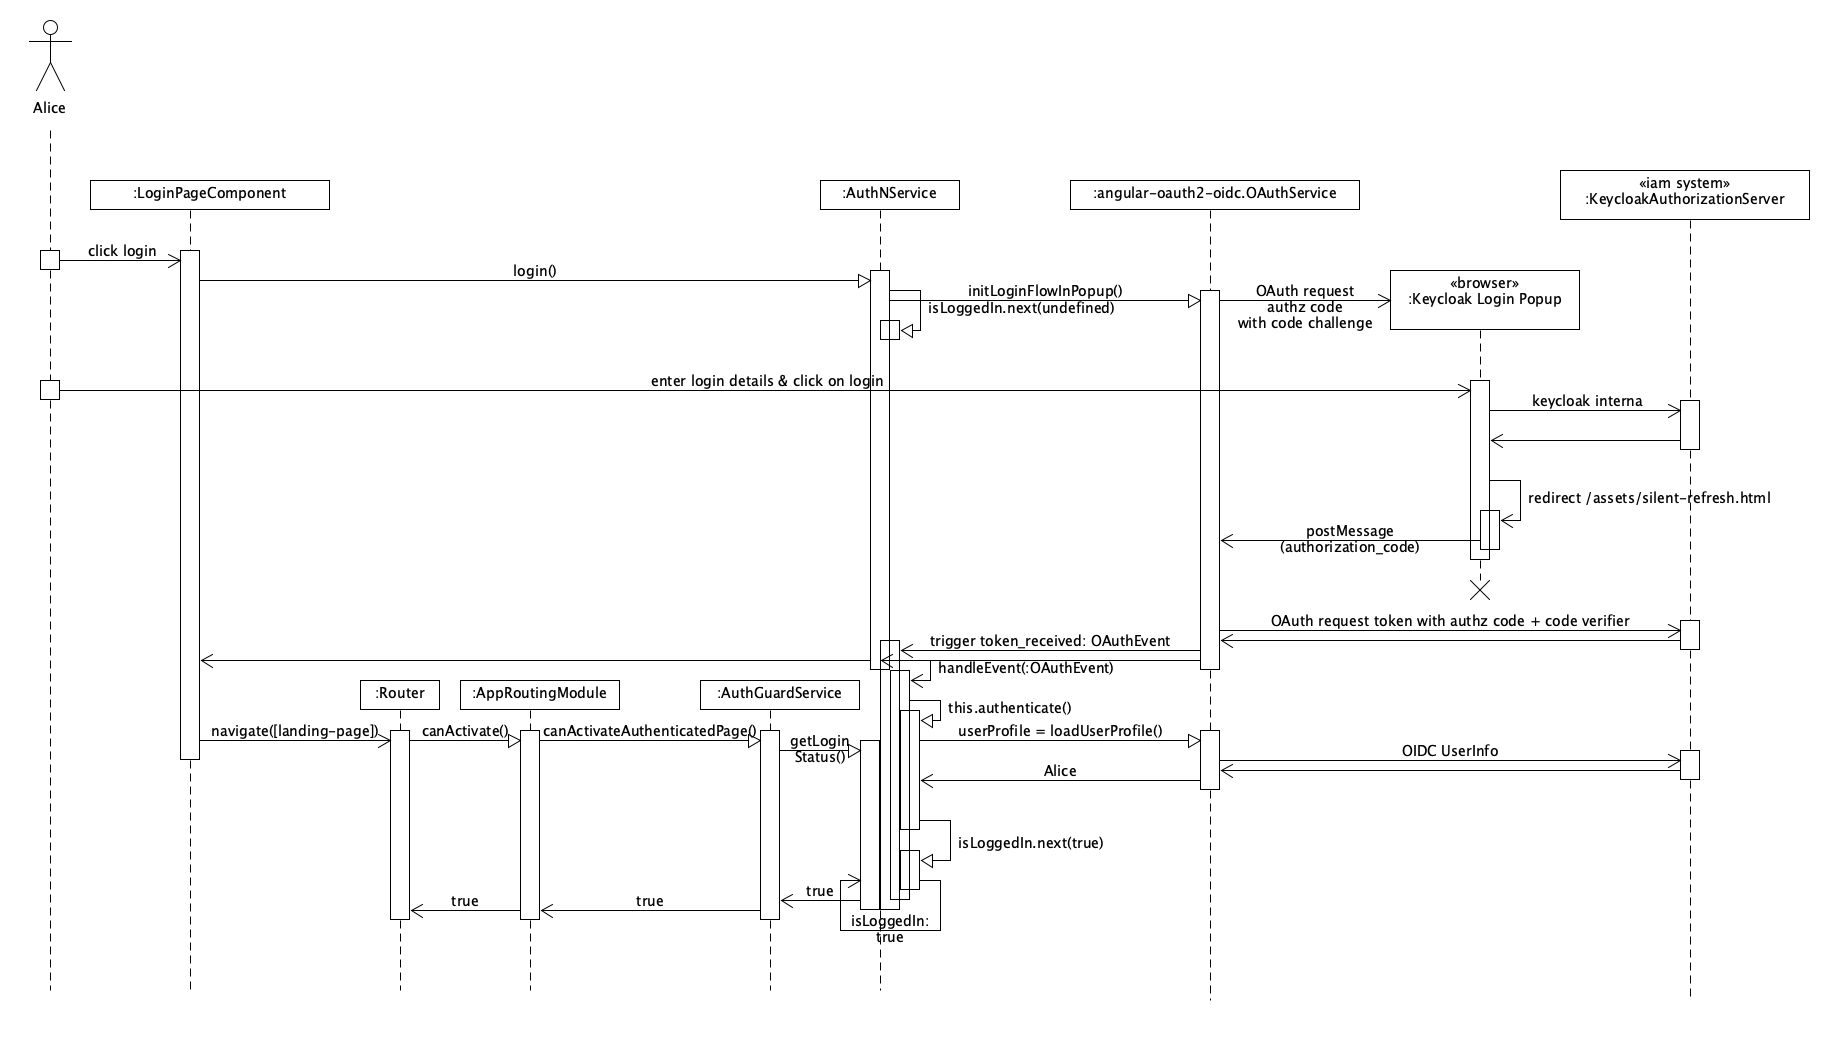 Alice
:LoginPageComponent
:AuthNService
:angular-oauth2-oidc.OAuthService
«iam system»
:KeycloakAuthorizationServer
click login
login()
initLoginFlowInPopup()
isLoggedIn.next(undefined)
OAuth request
authz code
with code challenge
«browser»
:Keycloak Login Popup
enter login details & click on login
keycloak interna
redirect /assets/silent-refresh.html
postMessage
(authorization_code)
OAuth request token with authz code + code verifier
trigger token_received: OAuthEvent
handleEvent(:OAuthEvent)
:Router
:AppRoutingModule
:AuthGuardService
this.authenticate()
navigate([landing-page])
canActivate()
canActivateAuthenticatedPage()
getLogin
Status()
userProfile = loadUserProfile()
OIDC UserInfo
Alice
isLoggedIn.next(true)
true
true
true
isLoggedIn:
true